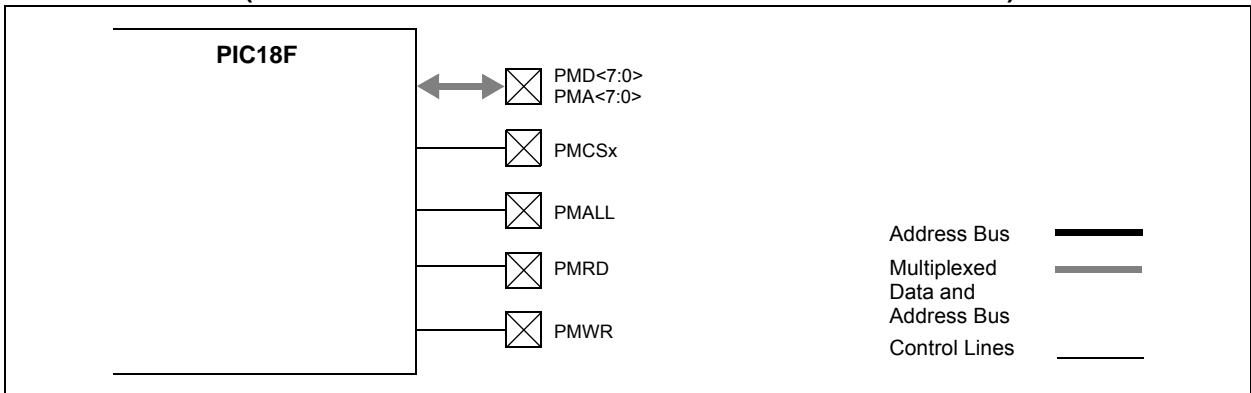 PIC18F
PMD<7:0>
PMA<7:0>
PMCSx
PMALL
PMRD
PMWR
Address Bus
Multiplexed
Data and
Address Bus
Control Lines